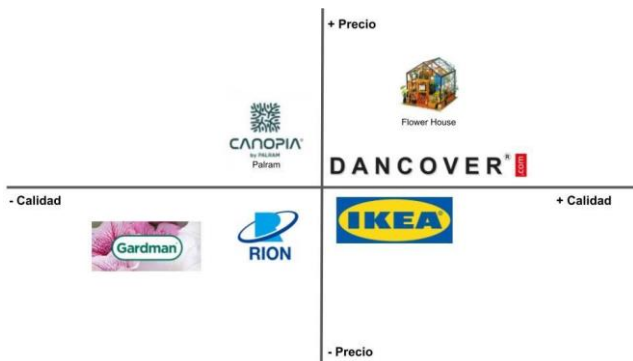 + Precio
Flower House
CANOPIA®
by PALRAM
Palram
DANCOVER® .com
- Calidad
+ Calidad
Gardman
RION
IKEA®
- Precio